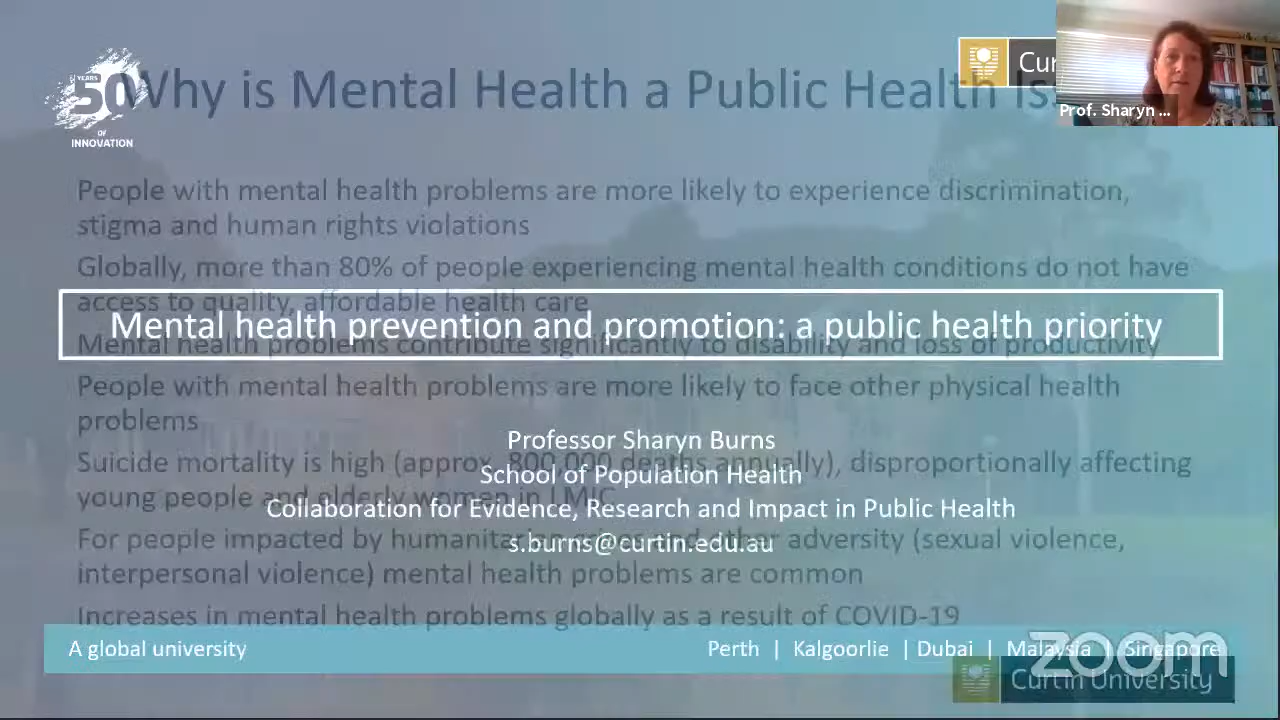 YEARS
50
OF
INNOVATION
Why is Mental Health a Public Health
Prof. Sharyn ...
People with mental health problems are more likely to experience discrimination,
stigma and human rights violations
Globally, more than 80% of people experiencing mental health conditions do not have
access to quality, affordable health care
Mental health prevention and promotion: a public health priority
Mental health problems contribute significantly to disability and loss of productivity
People with mental health problems are more likely to face other physical health
problems
Professor Sharyn Burns
Suicide mortality is high (approx. 800,000 deaths annually), disproportionally affecting
School of Population Health
young people and elderly women in LMIC
Collaboration for Evidence, Research and Impact in Public Health
For people impacted by and other adversity (sexual violence,
s.burns@curtin.edu.au
interpersonal violence) mental health problems are common
Increases in mental health problems globally as a result of COVID-19
A global university
Perth | Kalgoorlie | Dubai | Malaysia | Singapore
zoom
Curtin University